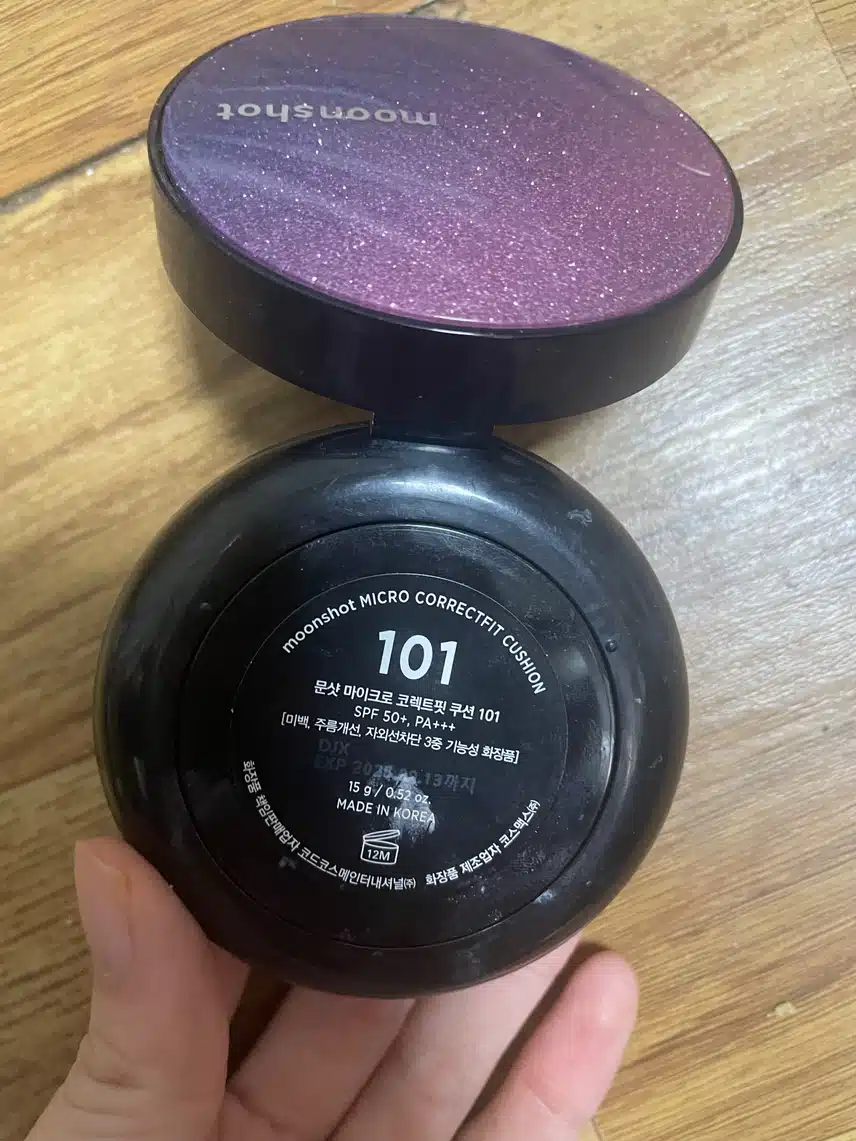 moonshot
moonshot MICRO CORRECTFIT CUSHION
101
문샷 마이크로 코렉트핏 쿠션 101
SPF 50+, PA+++
[미백, 주름개선, 자외선차단 3중 기능성 화장품]
DJX
EXP
15 g / 0.52 oz.
MADE IN KOREA
12M
화장품 책임판매업자 코드코스메인터내셔널㈜ 화장품 제조업자 코스맥스㈜